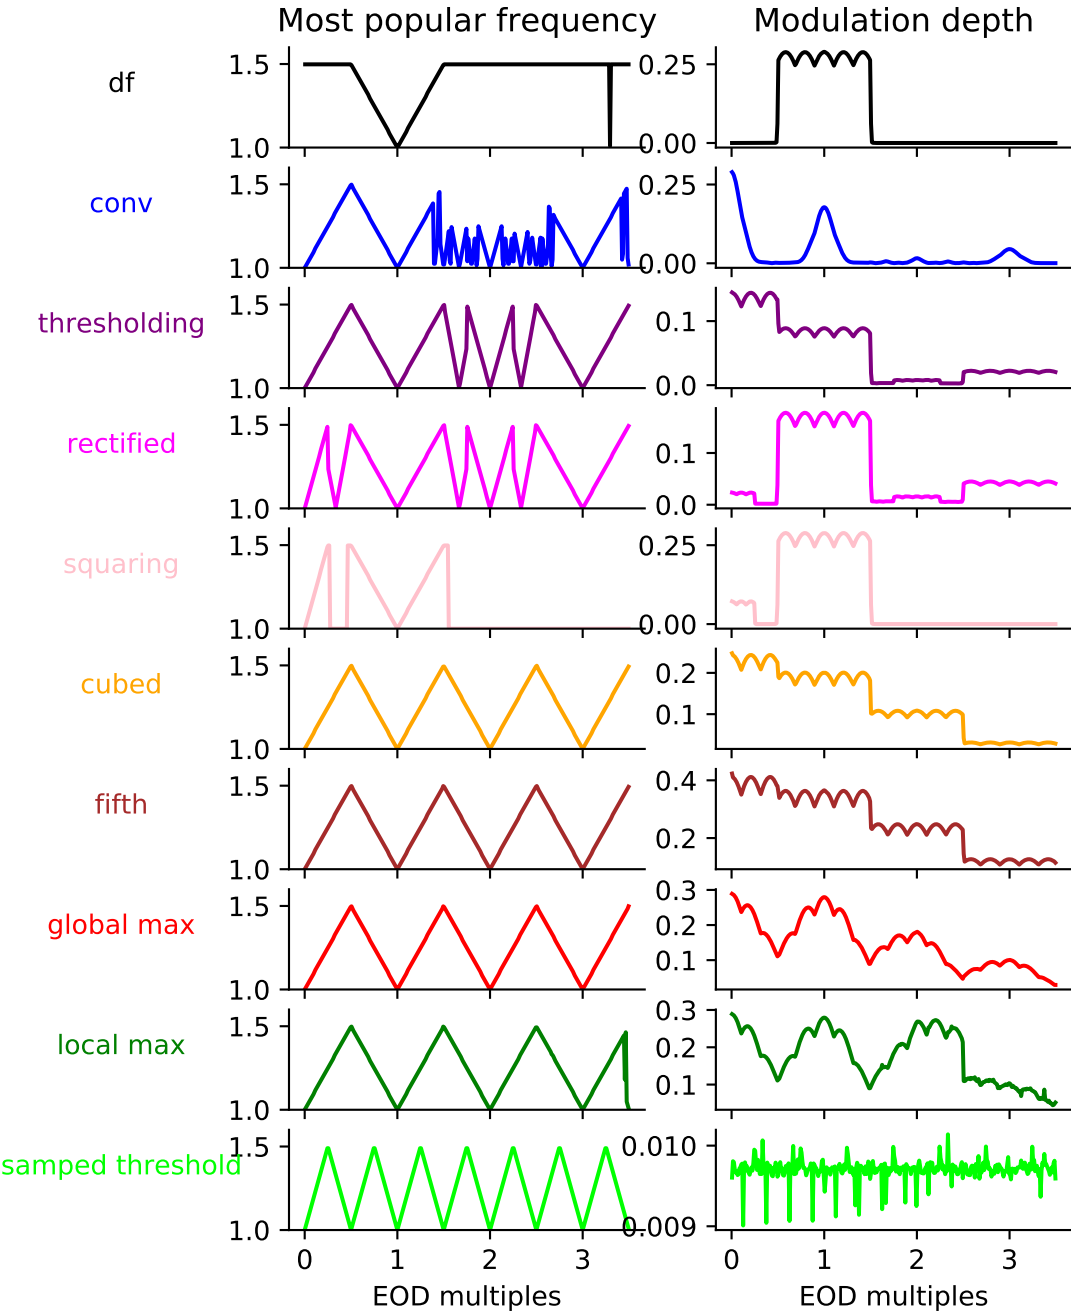 Most popular frequency Modulation depth
df 1.5 1.0 0.25 0.00
conv 1.5 1.0 0.25 0.00
thresholding 1.5 1.0 0.1 0.0
rectified 1.5 1.0 0.1 0.0
squaring 1.5 1.0 0.25 0.00
cubed 1.5 1.0 0.2 0.1
fifth 1.5 1.0 0.4 0.2
global max 1.5 1.0 0.3 0.2 0.1
local max 1.5 1.0 0.3 0.2 0.1
samped threshold 1.5 1.0 0.010 0.009
0 1 2 3 0 1 2 3
EOD multiples EOD multiples